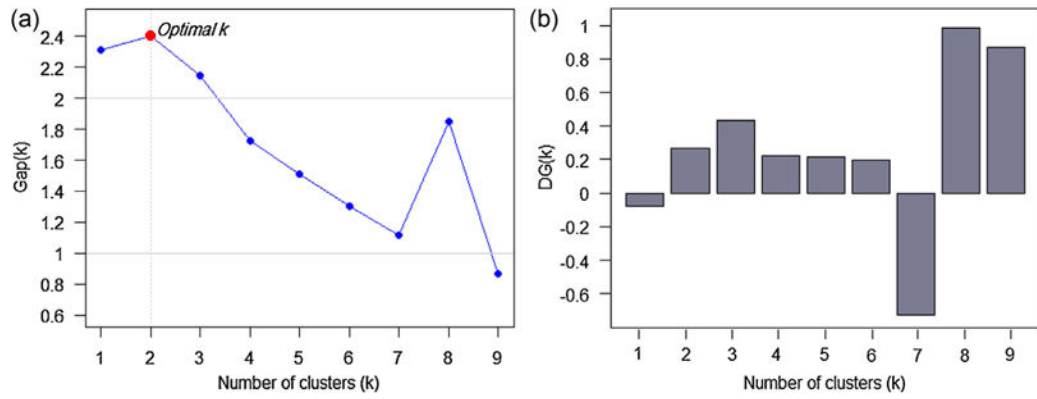 (a)
Optimal k
2.4
2.2
2
1.8
1.6
1.4
1.2
1
0.8
0.6
Gap(k)
1 2 3 4 5 6 7 8 9
Number of clusters (k)
(b)
1
0.8
0.6
0.4
0.2
0
-0.2
-0.4
-0.6
DG(k)
1 2 3 4 5 6 7 8 9
Number of clusters (k)